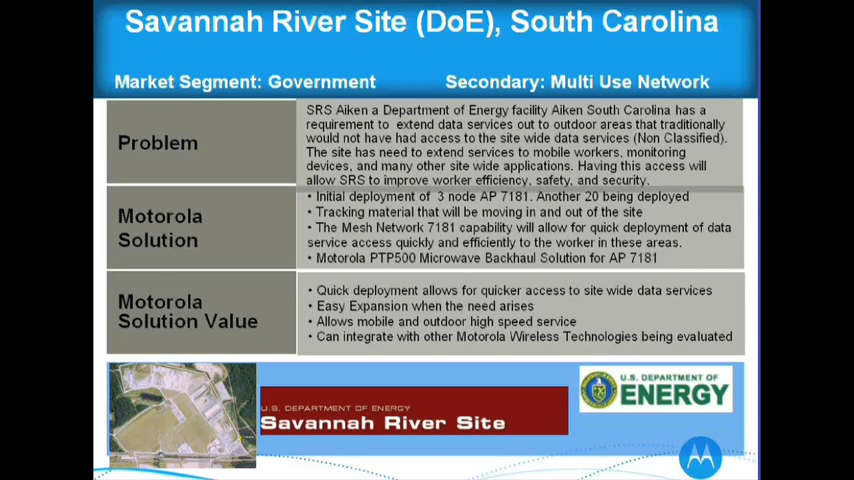 Savannah River Site (DoE), South Carolina
Market Segment: Government
Secondary: Multi Use Network
Problem
SRS Aiken a Department of Energy facility Aiken South Carolina has a
requirement to extend data services out to outdoor areas that traditionally
would not have had access to the site wide data services (Non Classified).
The site has need to extend services to mobile workers, monitoring
devices, and many other site wide applications. Having this access will
allow SRS to improve worker efficiency, safety, and security.
Motorola
Solution
• Initial deployment of 3 node AP 7181. Another 20 being deployed
• Tracking material that will be moving in and out of the site
• The Mesh Network 7181 capability will allow for quick deployment of data
service access quickly and efficiently to the worker in these areas.
• Motorola PTP500 Microwave Backhaul Solution for AP 7181
Motorola
Solution Value
• Quick deployment allows for quicker access to site wide data services
• Easy Expansion when the need arises
• Allows mobile and outdoor high speed service
• Can integrate with other Motorola Wireless Technologies being evaluated
U.S. DEPARTMENT OF ENERGY
Savannah River Site
U.S. DEPARTMENT OF
ENERGY